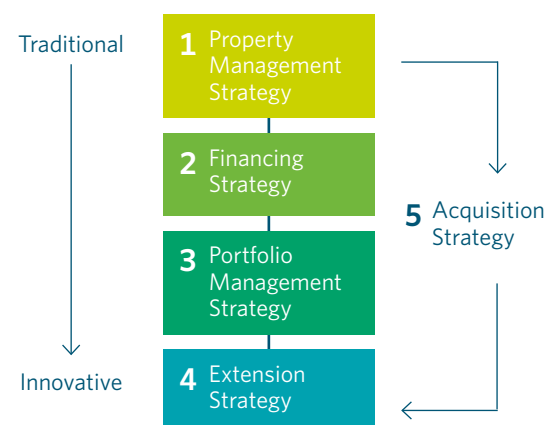 Traditional
1 Property
Management
Strategy
2 Financing
Strategy
3 Portfolio
Management
Strategy
4 Extension
Strategy
5 Acquisition
Strategy
Innovative